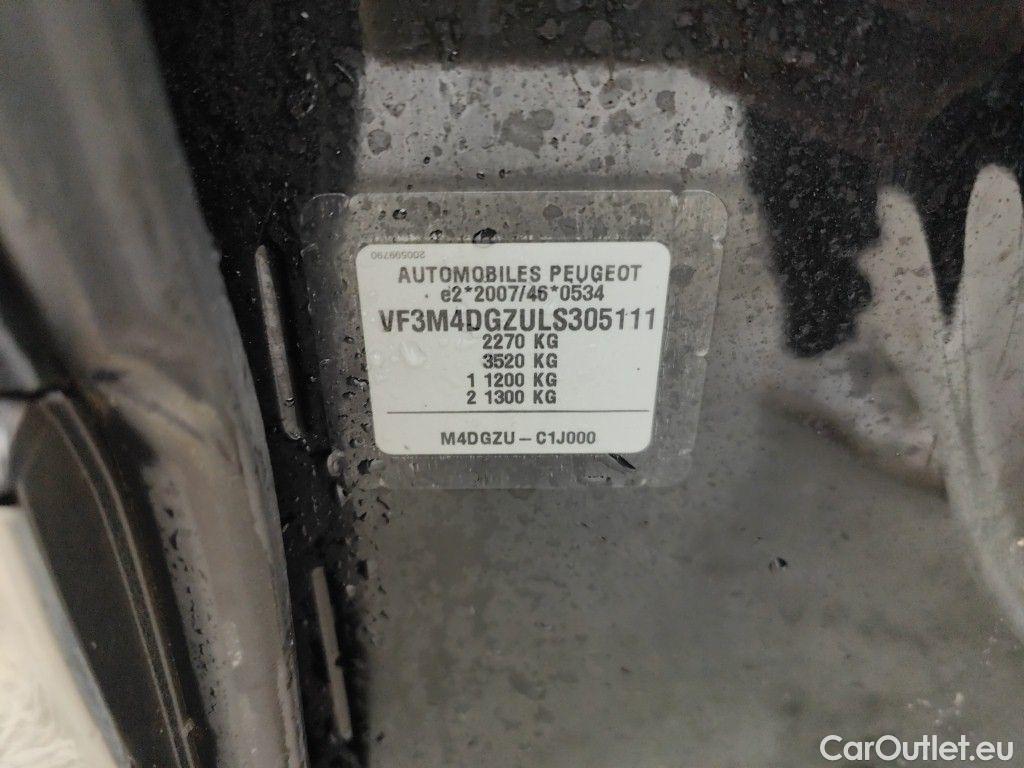 200509790
AUTOMOBILES PEUGEOT
e2*2007/46*0534
VF3M4DGZULS305111
2270 KG
3520 KG
1 1200 KG
2 1300 KG
M4DGZU – C1J000
CarOutlet.eu